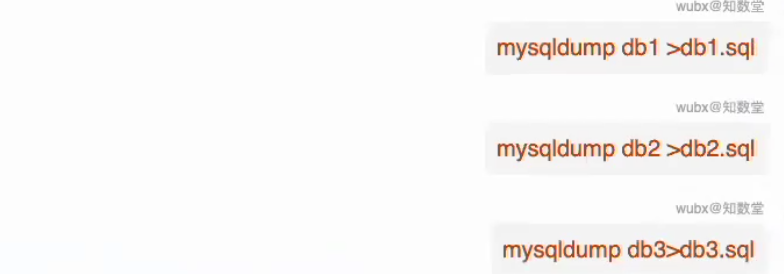 wubx@知数堂
mysqldump db1 >db1.sql
wubx@知数堂
mysqldump db2 >db2.sql
wubx@知数堂
mysqldump db3>db3.sql